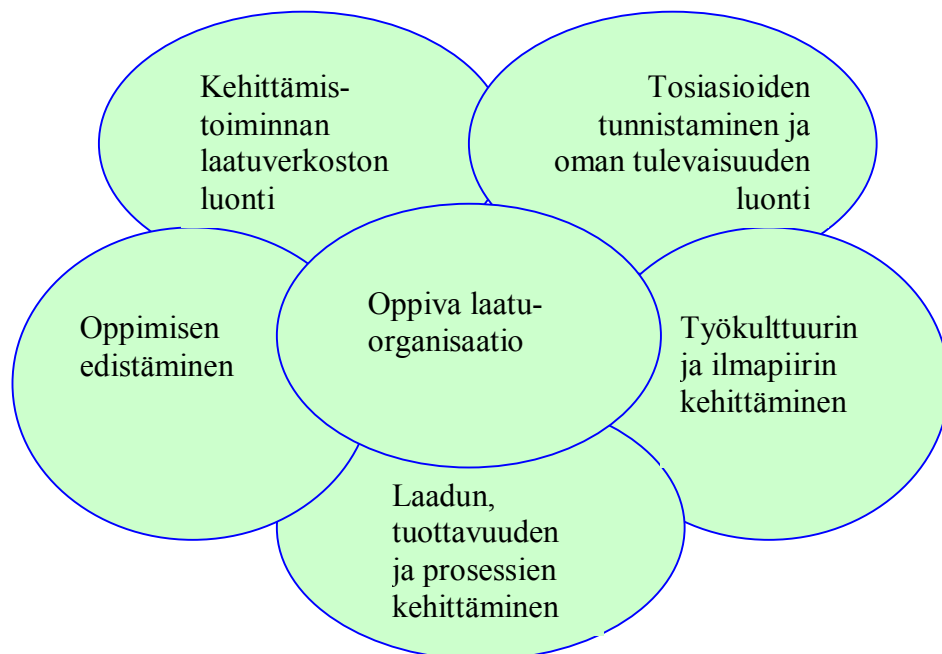 Kehittämis-
toiminnan
laatuverkoston
luonti
Tosiasioiden
tunnistaminen ja
oman tulevaisuuden
luonti
Oppimisen
edistäminen
Oppiva laatu-
organisaatio
Työkulttuurin
ja ilmapiirin
kehittäminen
Laadun,
tuottavuuden
ja prosessien
kehittäminen